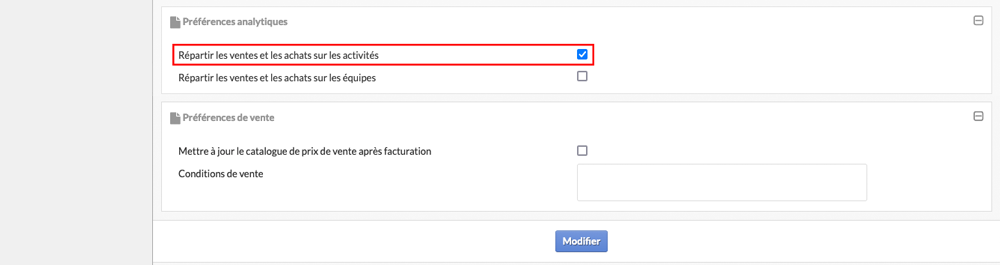 Préférences analytiques
Répartir les ventes et les achats sur les activités
Répartir les ventes et les achats sur les équipes
Préférences de vente
Mettre à jour le catalogue de prix de vente après facturation
Conditions de vente
Modifier